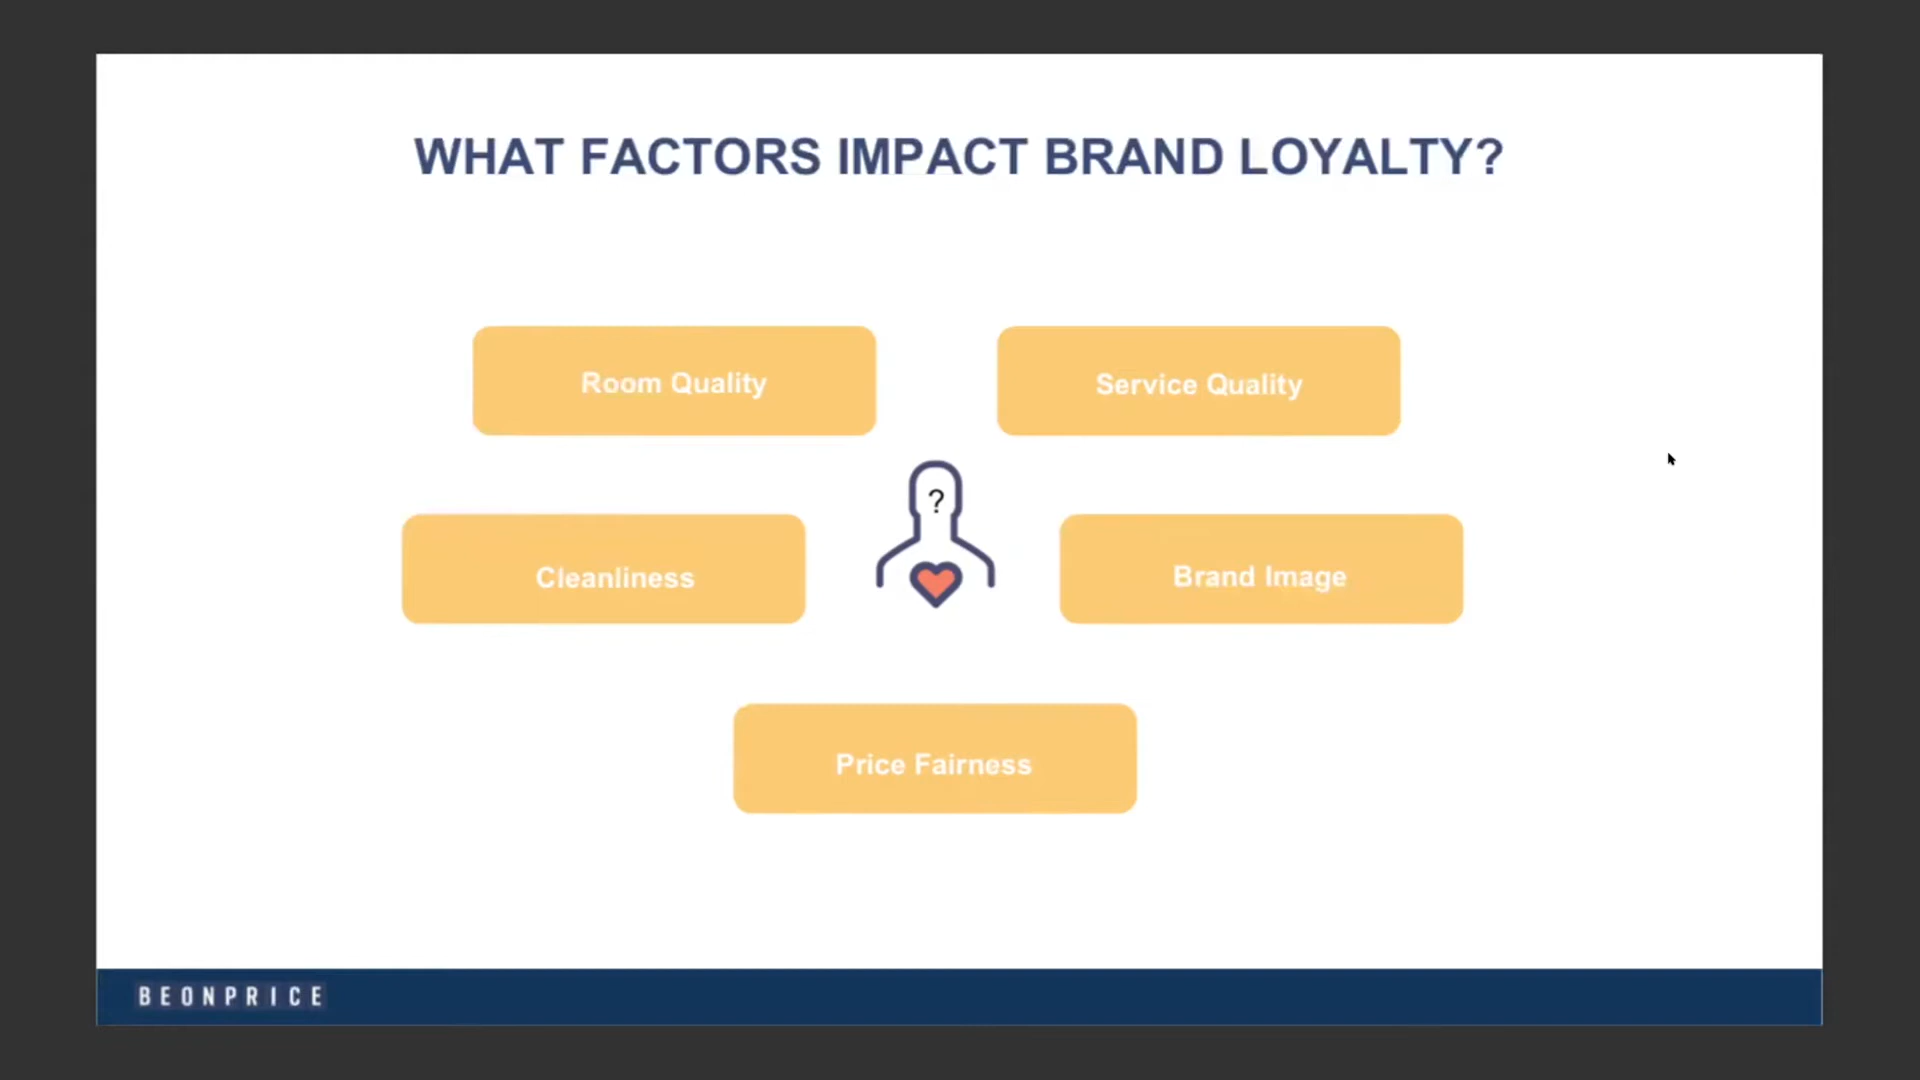 WHAT FACTORS IMPACT BRAND LOYALTY?
Room Quality
Service Quality
?
Cleanliness
Brand Image
Price Fairness
BEONPRICE